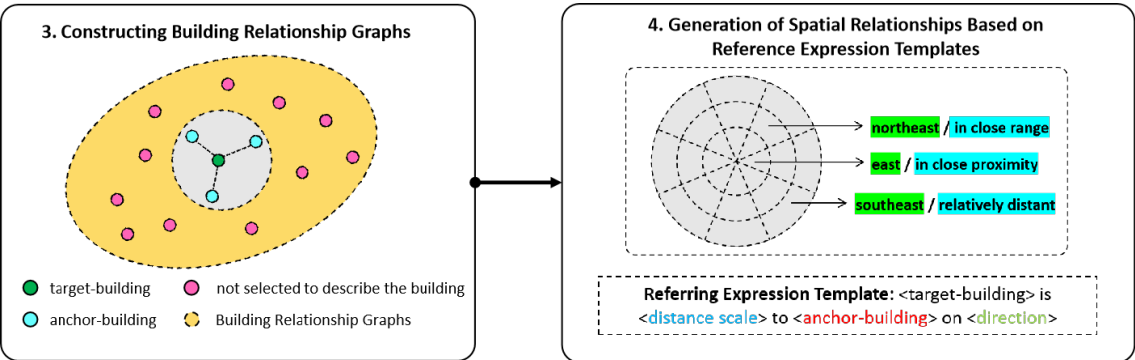 3. Constructing Building Relationship Graphs
target-building
not selected to describe the building
anchor-building
Building Relationship Graphs
4. Generation of Spatial Relationships Based on
Reference Expression Templates
northeast / in close range
east / in close proximity
southeast / relatively distant
Referring Expression Template: <target-building> is
<distance scale> to <anchor-building> on <direction>